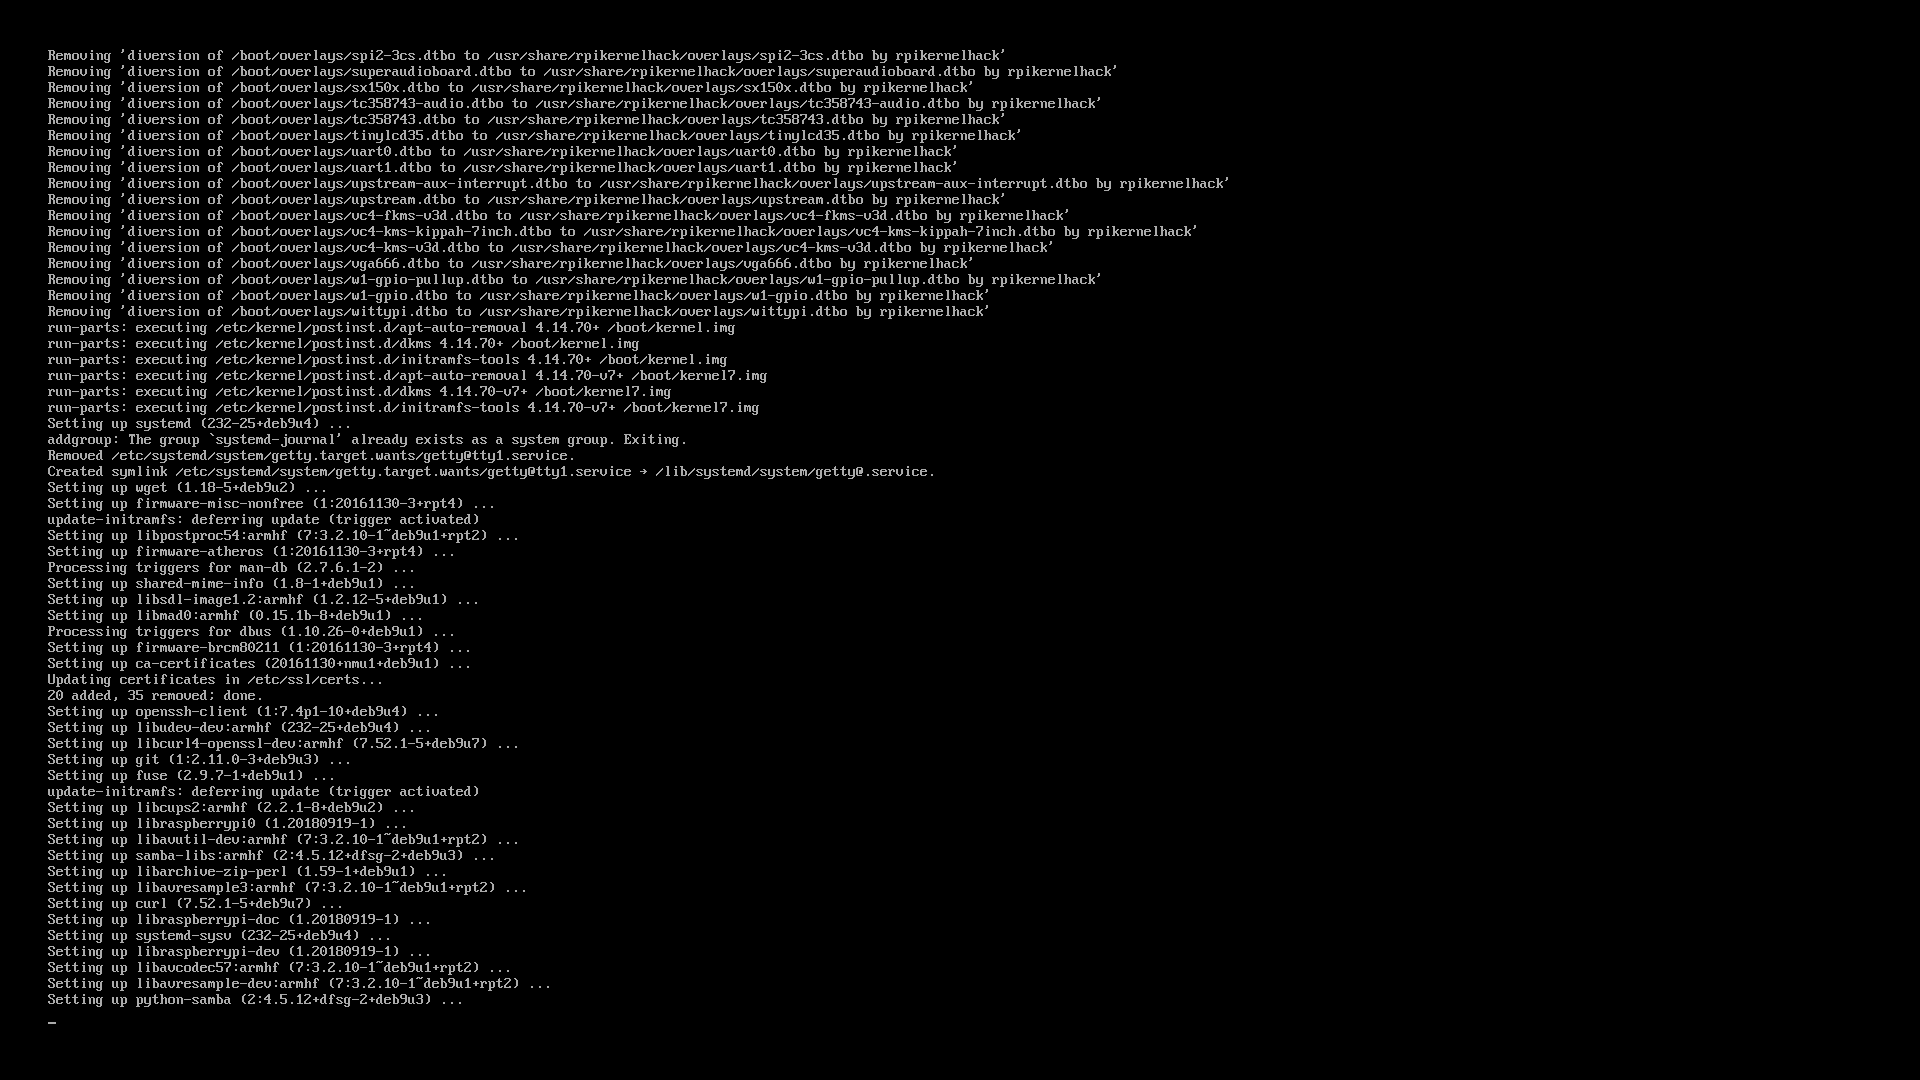 Removing 'diversion of /boot/overlays/spi2-3cs.dtbo to /usr/share/rpikernelhack/overlays/spi2-3cs.dtbo by rpikernelhack'
Removing 'diversion of /boot/overlays/superaudioboard.dtbo to /usr/share/rpikernelhack/overlays/superaudioboard.dtbo by rpikernelhack'
Removing 'diversion of /boot/overlays/sx150x.dtbo to /usr/share/rpikernelhack/overlays/sx150x.dtbo by rpikernelhack'
Removing 'diversion of /boot/overlays/tc358743-audio.dtbo to /usr/share/rpikernelhack/overlays/tc358743-audio.dtbo by rpikernelhack'
Removing 'diversion of /boot/overlays/tc358743.dtbo to /usr/share/rpikernelhack/overlays/tc358743.dtbo by rpikernelhack'
Removing 'diversion of /boot/overlays/tinylcd35.dtbo to /usr/share/rpikernelhack/overlays/tinylcd35.dtbo by rpikernelhack'
Removing 'diversion of /boot/overlays/uart0.dtbo to /usr/share/rpikernelhack/overlays/uart0.dtbo by rpikernelhack'
Removing 'diversion of /boot/overlays/uart1.dtbo to /usr/share/rpikernelhack/overlays/uart1.dtbo by rpikernelhack'
Removing 'diversion of /boot/overlays/upstream-aux-interrupt.dtbo to /usr/share/rpikernelhack/overlays/upstream-aux-interrupt.dtbo by rpikernelhack'
Removing 'diversion of /boot/overlays/upstream.dtbo to /usr/share/rpikernelhack/overlays/upstream.dtbo by rpikernelhack'
Removing 'diversion of /boot/overlays/vc4-fkms-v3d.dtbo to /usr/share/rpikernelhack/overlays/vc4-fkms-v3d.dtbo by rpikernelhack'
Removing 'diversion of /boot/overlays/vc4-kms-kippah-7inch.dtbo to /usr/share/rpikernelhack/overlays/vc4-kms-kippah-7inch.dtbo by rpikernelhack'
Removing 'diversion of /boot/overlays/vc4-kms-v3d.dtbo to /usr/share/rpikernelhack/overlays/vc4-kms-v3d.dtbo by rpikernelhack'
Removing 'diversion of /boot/overlays/vga666.dtbo to /usr/share/rpikernelhack/overlays/vga666.dtbo by rpikernelhack'
Removing 'diversion of /boot/overlays/w1-gpio-pullup.dtbo to /usr/share/rpikernelhack/overlays/w1-gpio-pullup.dtbo by rpikernelhack'
Removing 'diversion of /boot/overlays/w1-gpio.dtbo to /usr/share/rpikernelhack/overlays/w1-gpio.dtbo by rpikernelhack'
Removing 'diversion of /boot/overlays/wittypi.dtbo to /usr/share/rpikernelhack/overlays/wittypi.dtbo by rpikernelhack'
run-parts: executing /etc/kernel/postinst.d/apt-auto-removal 4.14.70+ /boot/kernel.img
run-parts: executing /etc/kernel/postinst.d/dkms 4.14.70+ /boot/kernel.img
run-parts: executing /etc/kernel/postinst.d/initramfs-tools 4.14.70+ /boot/kernel.img
run-parts: executing /etc/kernel/postinst.d/apt-auto-removal 4.14.70-v7+ /boot/kernel7.img
run-parts: executing /etc/kernel/postinst.d/dkms 4.14.70-v7+ /boot/kernel7.img
run-parts: executing /etc/kernel/postinst.d/initramfs-tools 4.14.70-v7+ /boot/kernel7.img
Setting up systemd (232-25+deb9u4) ...
addgroup: The group `systemd-journal' already exists as a system group. Exiting.
Removed /etc/systemd/system/getty.target.wants/getty@tty1.service.
Created symlink /etc/systemd/system/getty.target.wants/getty@tty1.service → /lib/systemd/system/getty@.service.
Setting up wget (1.18-5+deb9u2) ...
Setting up firmware-misc-nonfree (1:20161130-3+rpt4) ...
update-initramfs: deferring update (trigger activated)
Setting up libpostproc54:armhf (7:3.2.10-1~deb9u1+rpt2) ...
Setting up firmware-atheros (1:20161130-3+rpt4) ...
Processing triggers for man-db (2.7.6.1-2) ...
Setting up shared-mime-info (1.8-1+deb9u1) ...
Setting up libsdl-image1.2:armhf (1.2.12-5+deb9u1) ...
Setting up libmad0:armhf (0.15.1b-8+deb9u1) ...
Processing triggers for dbus (1.10.26-0+deb9u1) ...
Setting up firmware-brcm80211 (1:20161130-3+rpt4) ...
Setting up ca-certificates (20161130+nmu1+deb9u1) ...
Updating certificates in /etc/ssl/certs...
20 added, 35 removed; done.
Setting up openssh-client (1:7.4p1-10+deb9u4) ...
Setting up libudev-dev:armhf (232-25+deb9u4) ...
Setting up libcurl4-openssl-dev:armhf (7.52.1-5+deb9u7) ...
Setting up git (1:2.11.0-3+deb9u3) ...
Setting up fuse (2.9.7-1+deb9u1) ...
update-initramfs: deferring update (trigger activated)
Setting up libcups2:armhf (2.2.1-8+deb9u2) ...
Setting up libraspberrypi0 (1.20180919-1) ...
Setting up libavutil-dev:armhf (7:3.2.10-1~deb9u1+rpt2) ...
Setting up samba-libs:armhf (2:4.5.12+dfsg-2+deb9u3) ...
Setting up libarchive-zip-perl (1.59-1+deb9u1) ...
Setting up libavresample3:armhf (7:3.2.10-1~deb9u1+rpt2) ...
Setting up curl (7.52.1-5+deb9u7) ...
Setting up libraspberrypi-doc (1.20180919-1) ...
Setting up systemd-sysv (232-25+deb9u4) ...
Setting up libraspberrypi-dev (1.20180919-1) ...
Setting up libavcodec57:armhf (7:3.2.10-1~deb9u1+rpt2) ...
Setting up libavresample-dev:armhf (7:3.2.10-1~deb9u1+rpt2) ...
Setting up python-samba (2:4.5.12+dfsg-2+deb9u3) ...
_